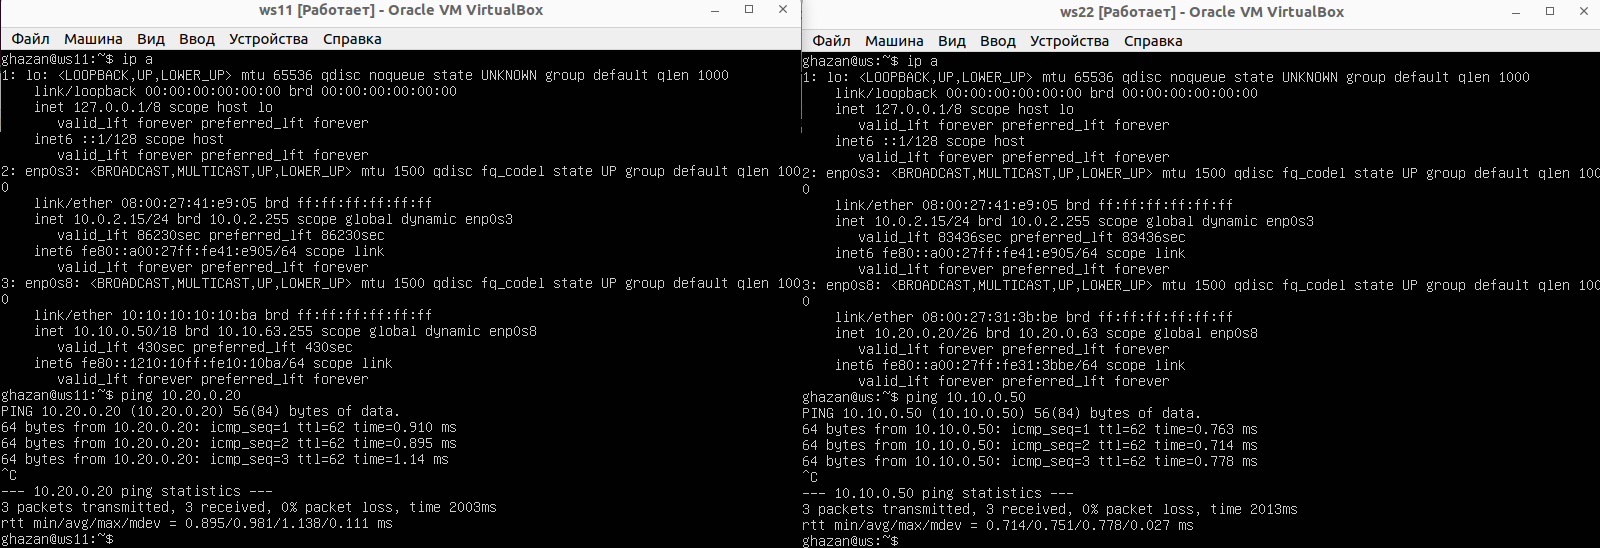 ws11 [Работает] - Oracle VM VirtualBox
Файл Машина Вид Ввод Устройства Справка
ghazan@ws11:~$ ip a
1: lo: <LOOPBACK,UP,LOWER_UP> mtu 65536 qdisc noqueue state UNKNOWN group default qlen 1000
    link/loopback 00:00:00:00:00:00 brd 00:00:00:00:00:00
    inet 127.0.0.1/8 scope host lo
       valid_lft forever preferred_lft forever
    inet6 ::1/128 scope host
       valid_lft forever preferred_lft forever
2: enp0s3: <BROADCAST,MULTICAST,UP,LOWER_UP> mtu 1500 qdisc fq_codel state UP group default qlen 100
0
    link/ether 08:00:27:41:e9:05 brd ff:ff:ff:ff:ff:ff
    inet 10.0.2.15/24 brd 10.0.2.255 scope global dynamic enp0s3
       valid_lft 86230sec preferred_lft 86230sec
    inet6 fe80::a00:27ff:fe41:e905/64 scope link
       valid_lft forever preferred_lft forever
3: enp0s8: <BROADCAST,MULTICAST,UP,LOWER_UP> mtu 1500 qdisc fq_codel state UP group default qlen 100
0
    link/ether 10:10:10:10:10:ba brd ff:ff:ff:ff:ff:ff
    inet 10.10.0.50/18 brd 10.10.63.255 scope global dynamic enp0s8
       valid_lft 430sec preferred_lft 430sec
    inet6 fe80::1210:10ff:fe10:10ba/64 scope link
       valid_lft forever preferred_lft forever
ghazan@ws11:~$ ping 10.20.0.20
PING 10.20.0.20 (10.20.0.20) 56(84) bytes of data.
64 bytes from 10.20.0.20: icmp_seq=1 ttl=62 time=0.910 ms
64 bytes from 10.20.0.20: icmp_seq=2 ttl=62 time=0.895 ms
64 bytes from 10.20.0.20: icmp_seq=3 ttl=62 time=1.14 ms
^C
--- 10.20.0.20 ping statistics ---
3 packets transmitted, 3 received, 0% packet loss, time 2003ms
rtt min/avg/max/mdev = 0.895/0.981/1.138/0.111 ms
ghazan@ws11:~$
ws22 [Работает] - Oracle VM VirtualBox
Файл Машина Вид Ввод Устройства Справка
ghazan@ws:~$ ip a
1: lo: <LOOPBACK,UP,LOWER_UP> mtu 65536 qdisc noqueue state UNKNOWN group default qlen 1000
    link/loopback 00:00:00:00:00:00 brd 00:00:00:00:00:00
    inet 127.0.0.1/8 scope host lo
       valid_lft forever preferred_lft forever
    inet6 ::1/128 scope host
       valid_lft forever preferred_lft forever
2: enp0s3: <BROADCAST,MULTICAST,UP,LOWER_UP> mtu 1500 qdisc fq_codel state UP group default qlen 100
0
    link/ether 08:00:27:41:e9:05 brd ff:ff:ff:ff:ff:ff
    inet 10.0.2.15/24 brd 10.0.2.255 scope global dynamic enp0s3
       valid_lft 83436sec preferred_lft 83436sec
    inet6 fe80::a00:27ff:fe41:e905/64 scope link
       valid_lft forever preferred_lft forever
3: enp0s8: <BROADCAST,MULTICAST,UP,LOWER_UP> mtu 1500 qdisc fq_codel state UP group default qlen 100
0
    link/ether 08:00:27:31:3b:be brd ff:ff:ff:ff:ff:ff
    inet 10.20.0.20/26 brd 10.20.0.63 scope global enp0s8
       valid_lft forever preferred_lft forever
    inet6 fe80::a00:27ff:fe31:3bbe/64 scope link
       valid_lft forever preferred_lft forever
ghazan@ws:~$ ping 10.10.0.50
PING 10.10.0.50 (10.10.0.50) 56(84) bytes of data.
64 bytes from 10.10.0.50: icmp_seq=1 ttl=62 time=0.763 ms
64 bytes from 10.10.0.50: icmp_seq=2 ttl=62 time=0.714 ms
64 bytes from 10.10.0.50: icmp_seq=3 ttl=62 time=0.778 ms
^C
--- 10.10.0.50 ping statistics ---
3 packets transmitted, 3 received, 0% packet loss, time 2013ms
rtt min/avg/max/mdev = 0.714/0.751/0.778/0.027 ms
ghazan@ws:~$